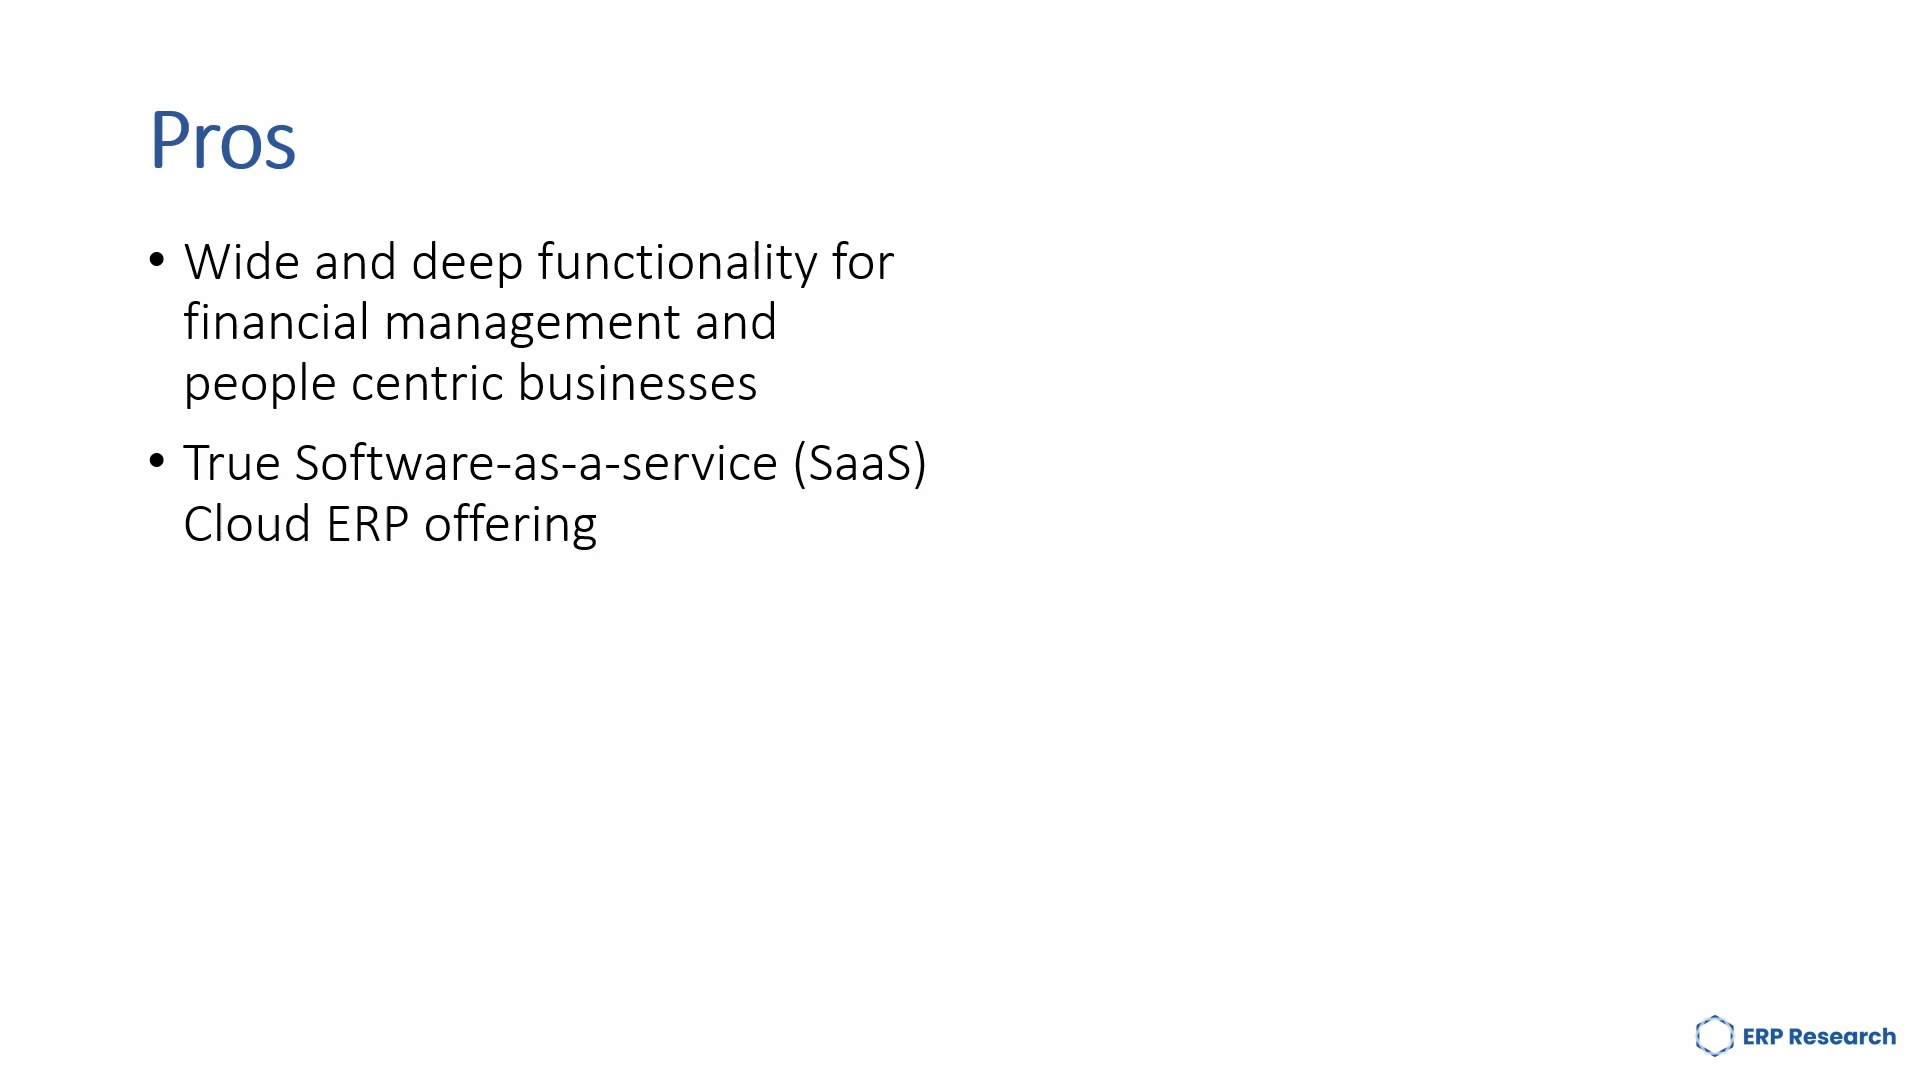 Pros
• Wide and deep functionality for
financial management and
people centric businesses
• True Software-as-a-service (SaaS)
Cloud ERP offering
ERP Research